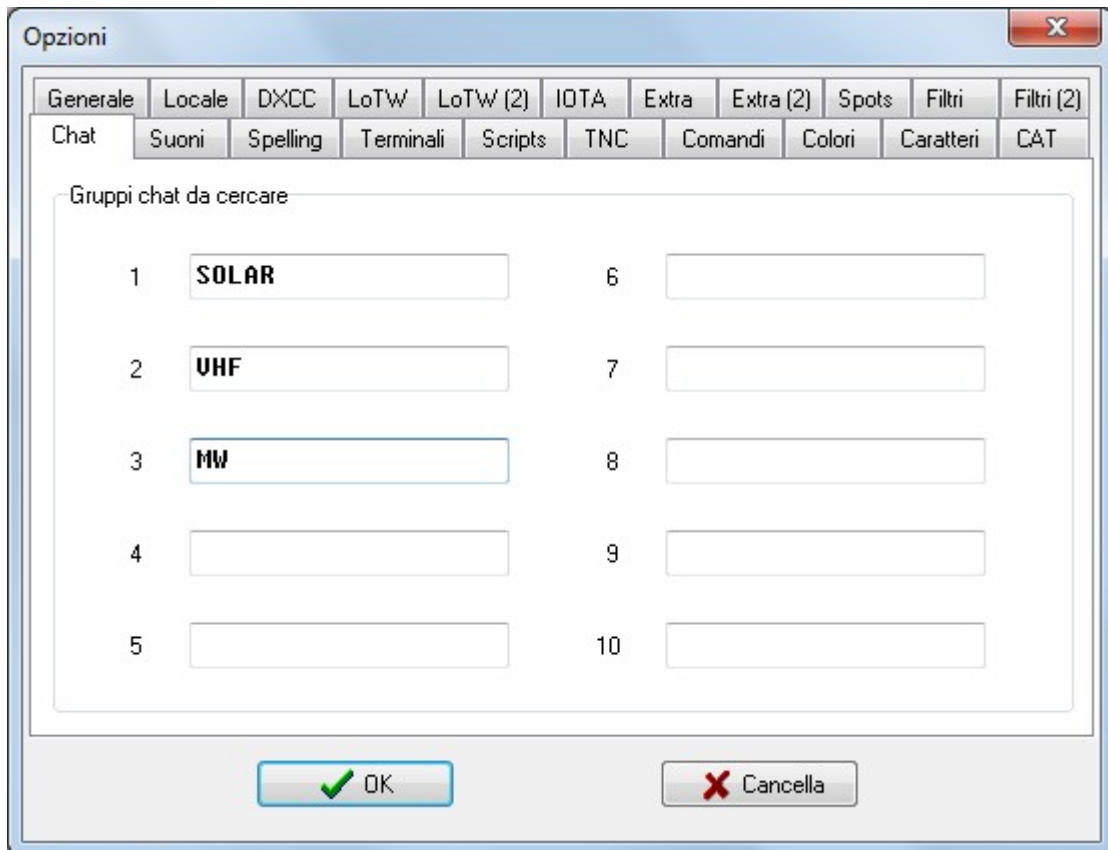 Opzioni
Generale Locale DXCC LoTW LoTW (2) IOTA Extra Extra (2) Spots Filtri Filtri (2)
Chat Suoni Spelling Terminali Scripts TNC Comandi Colori Caratteri CAT
Gruppi chat da cercare
1 SOLAR 6
2 VHF 7
3 MW 8
4 9
5 10
OK Cancella